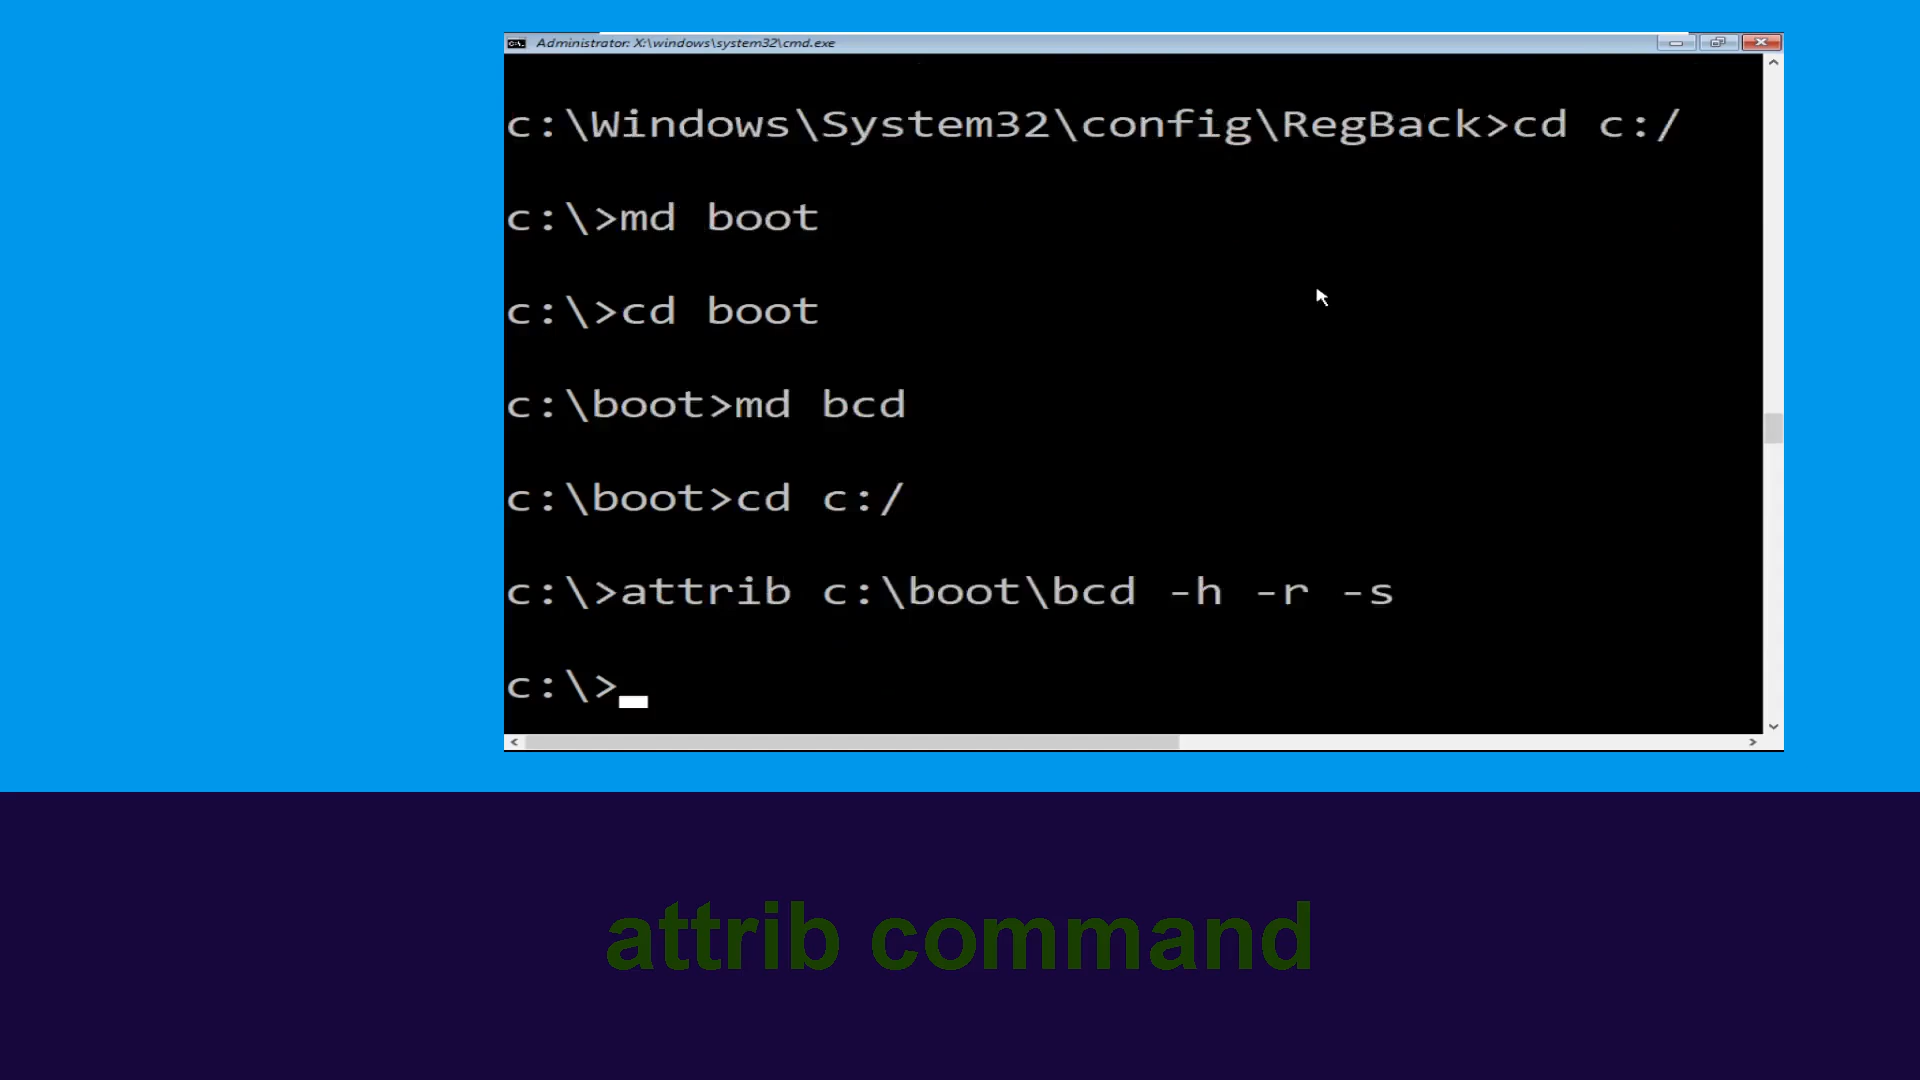 Administrator: X:\windows\system32\cmd.exe
c:\Windows\System32\config\RegBack>cd c:/
c:\>md boot
c:\>cd boot
c:\boot>md bcd
c:\boot>cd c:/
c:\>attrib c:\boot\bcd -h -r -s
c:\>
attrib command